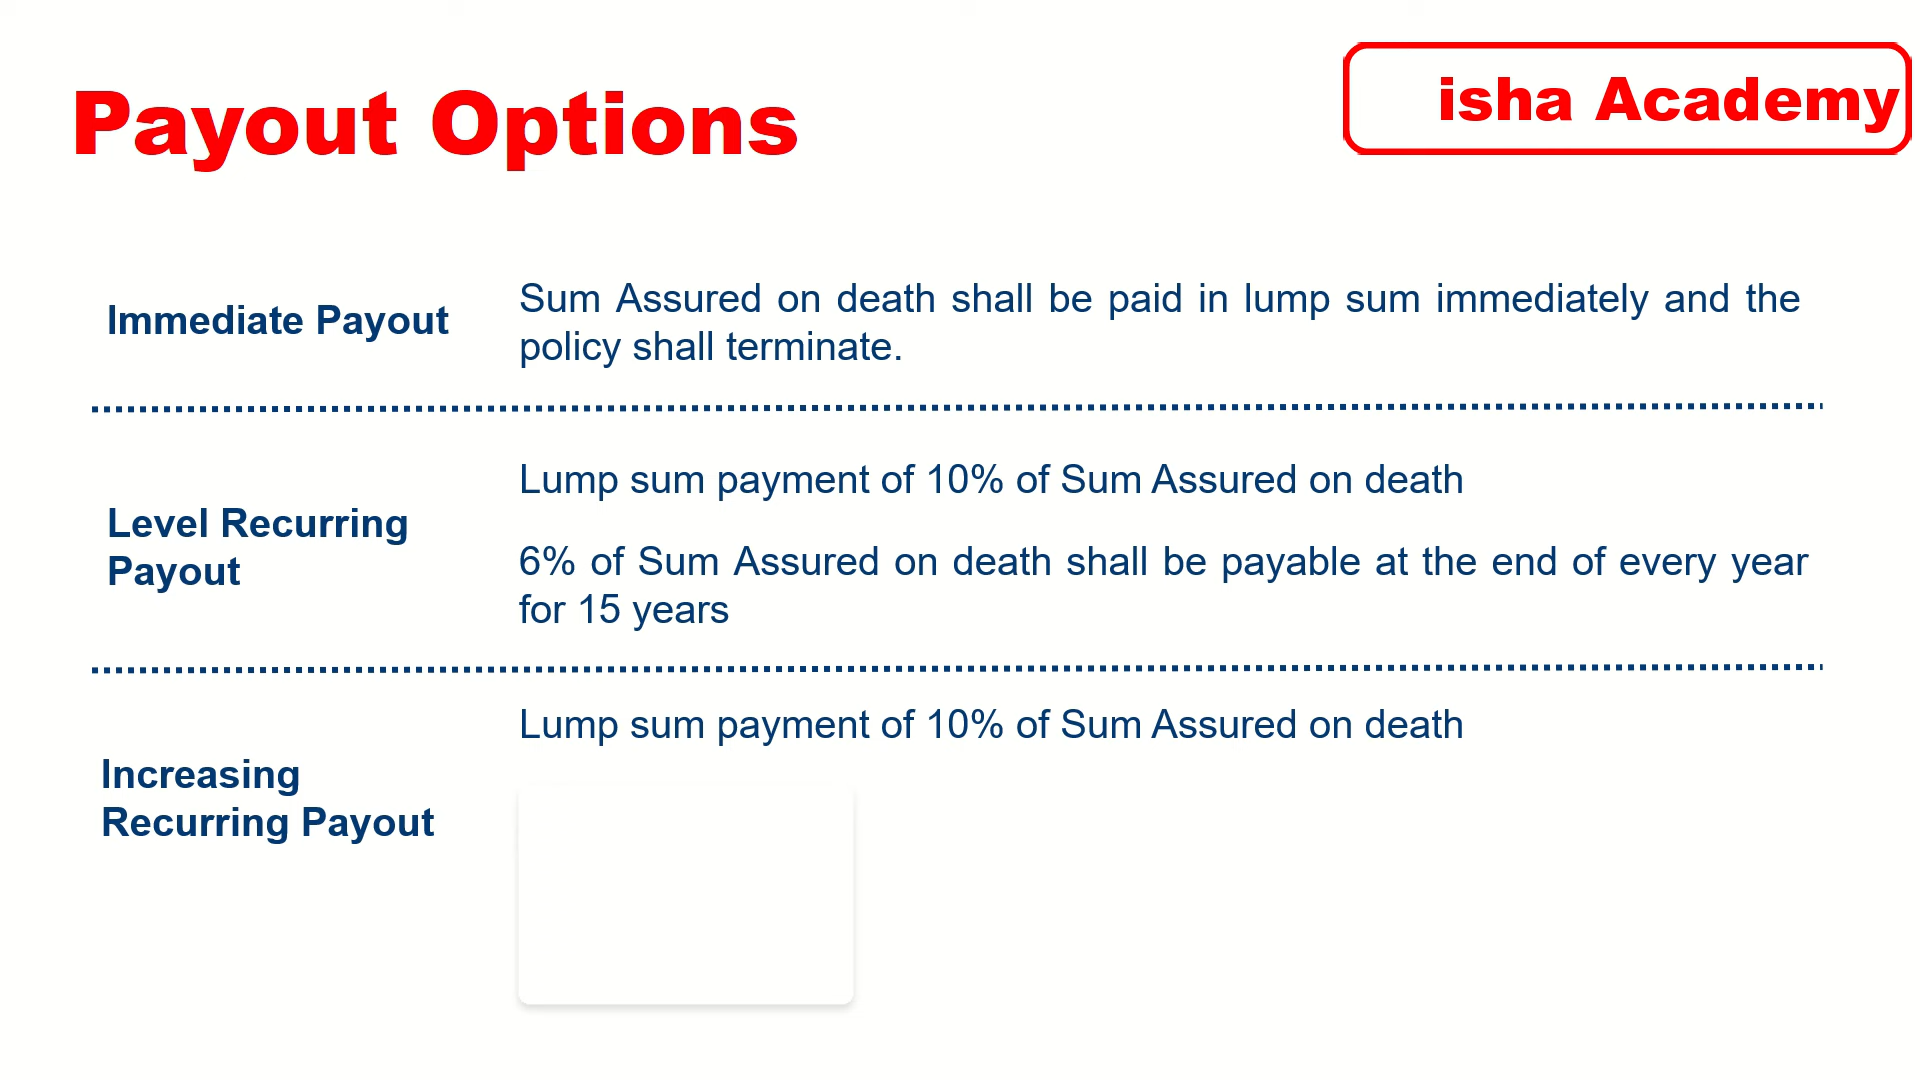 Payout Options
isha Academy
Immediate Payout
Sum Assured on death shall be paid in lump sum immediately and the
policy shall terminate.
Level Recurring
Payout
Lump sum payment of 10% of Sum Assured on death
6% of Sum Assured on death shall be payable at the end of every year
for 15 years
Increasing
Recurring Payout
Lump sum payment of 10% of Sum Assured on death